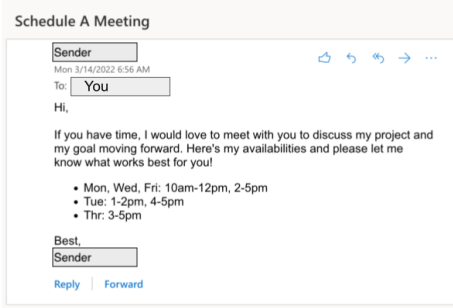 Schedule A Meeting
Sender
Mon 3/14/2022 6:56 AM
To: You
Hi,
If you have time, I would love to meet with you to discuss my project and
my goal moving forward. Here's my availabilities and please let me
know what works best for you!
• Mon, Wed, Fri: 10am-12pm, 2-5pm
• Tue: 1-2pm, 4-5pm
• Thr: 3-5pm
Best,
Sender
Reply | Forward